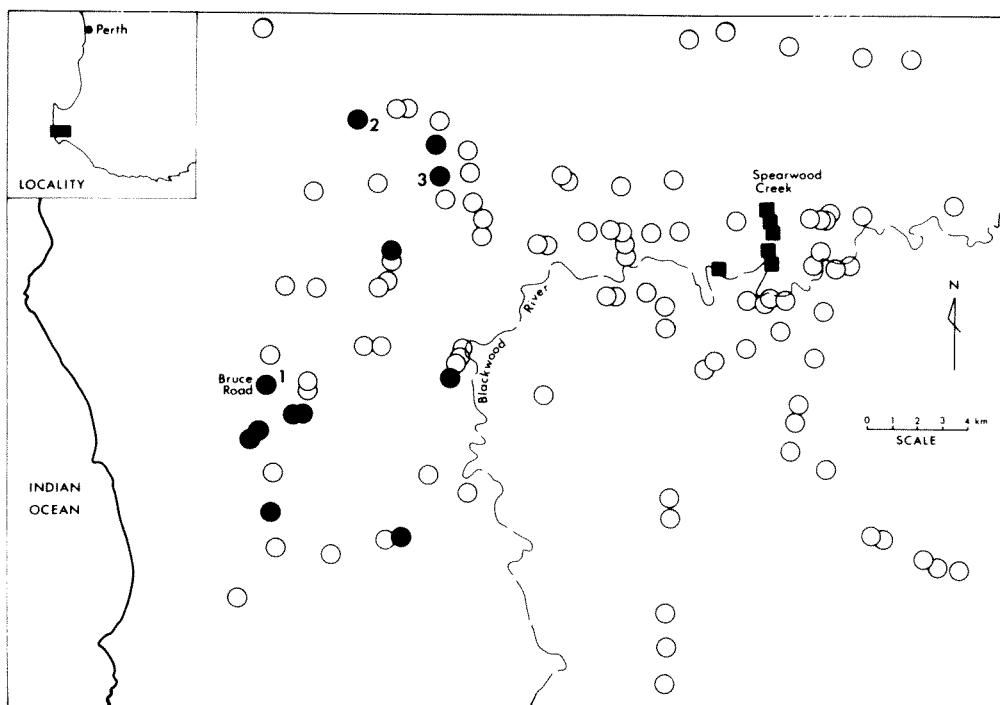 Perth
LOCALITY
2
3
Spearwood
Creek
N
Blackwood River
1
Bruce
Road
0 1 2 3 4 km
SCALE
INDIAN
OCEAN